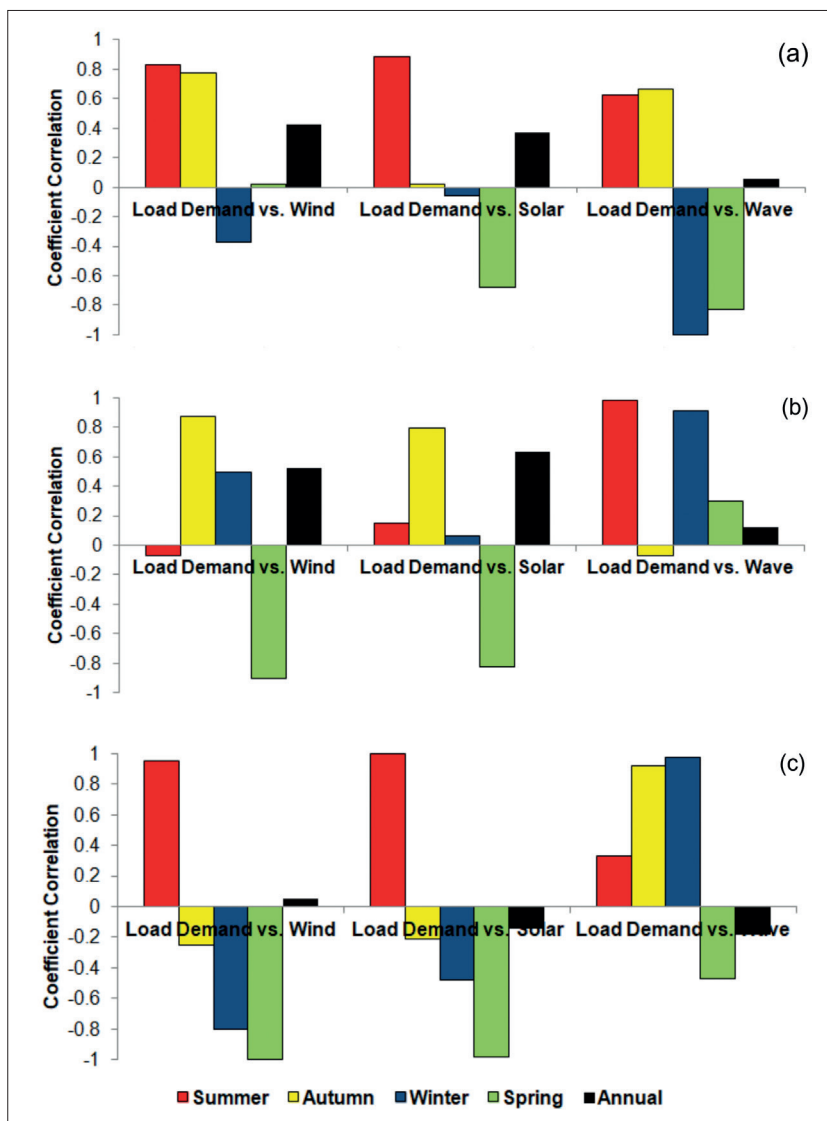 (a)
Coefficient Correlation
1
0.8
0.6
0.4
0.2
0
-0.2
-0.4
-0.6
-0.8
-1
Load Demand vs. Wind
Load Demand vs. Solar
Load Demand vs. Wave
(b)
Coefficient Correlation
1
0.8
0.6
0.4
0.2
0
-0.2
-0.4
-0.6
-0.8
-1
Load Demand vs. Wind
Load Demand vs. Solar
Load Demand vs. Wave
(c)
Coefficient Correlation
1
0.8
0.6
0.4
0.2
0
-0.2
-0.4
-0.6
-0.8
-1
Load Demand vs. Wind
Load Demand vs. Solar
Load Demand vs. Wave
Summer Autumn Winter Spring Annual